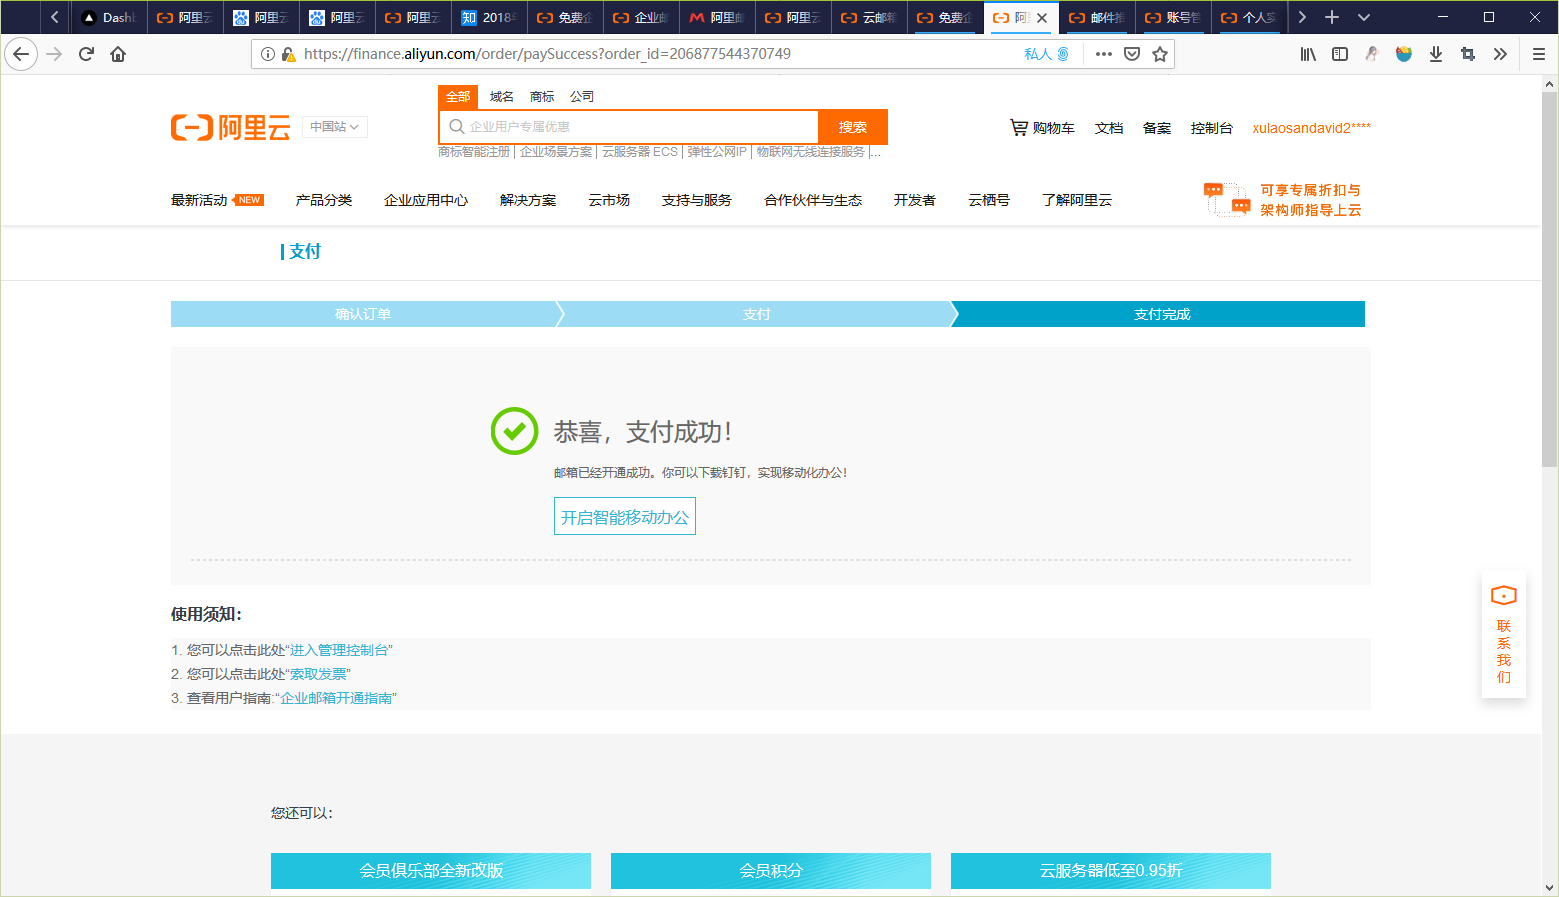 Dashb
阿里云
阿里云
阿里云
阿里云
知 2018
免费企
企业邮
阿里邮
阿里云
云邮箱
免费企
阿
邮件推
账号管
个人实
https://finance.aliyun.com/order/paySuccess?order_id=206877544370749
私人
阿里云
中国站
全部 域名 商标 公司
企业用户专属优惠
搜索
商标智能注册 | 企业场景方案 | 云服务器 ECS | 弹性公网IP | 物联网无线连接服务 |...
购物车 文档 备案 控制台 xulaosandavid2****
最新活动 NEW 产品分类 企业应用中心 解决方案 云市场 支持与服务 合作伙伴与生态 开发者 云栖号 了解阿里云
可享专属折扣与
架构师指导上云
支付
确认订单 支付 支付完成
恭喜，支付成功！
邮箱已经开通成功。你可以下载钉钉，实现移动化办公！
开启智能移动办公
使用须知：
1. 您可以点击此处“进入管理控制台”
2. 您可以点击此处“索取发票”
3. 查看用户指南:“企业邮箱开通指南”
联
系
我
们
您还可以：
会员俱乐部全新改版 会员积分 云服务器低至0.95折